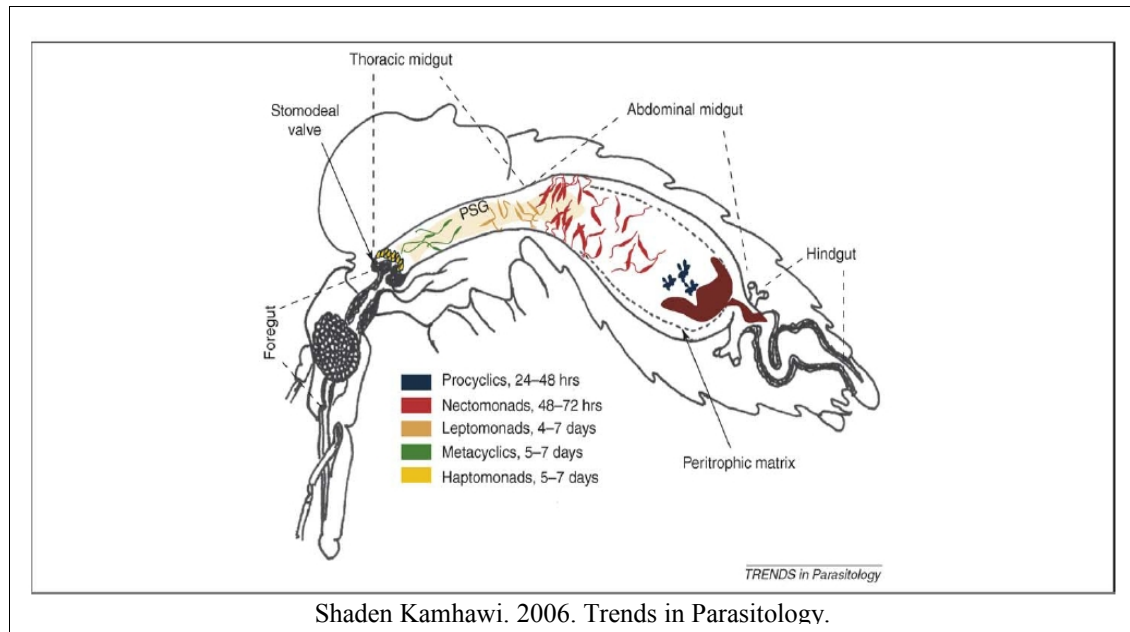 Thoracic midgut
Stomodeal
valve
Abdominal midgut
PSG
Hindgut
Foregut
Procyclics, 24–48 hrs
Nectomonads, 48–72 hrs
Leptomonads, 4–7 days
Metacyclics, 5–7 days
Haptomonads, 5–7 days
Peritrophic matrix
TRENDS in Parasitology
Shaden Kamhawi. 2006. Trends in Parasitology.